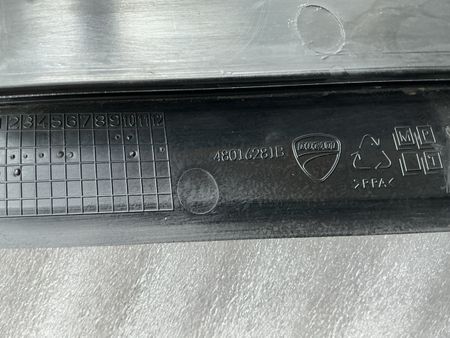 1 2 3 4 5 6 7 8 9 10 11 12
48016281B
DUCATI
>PPA<